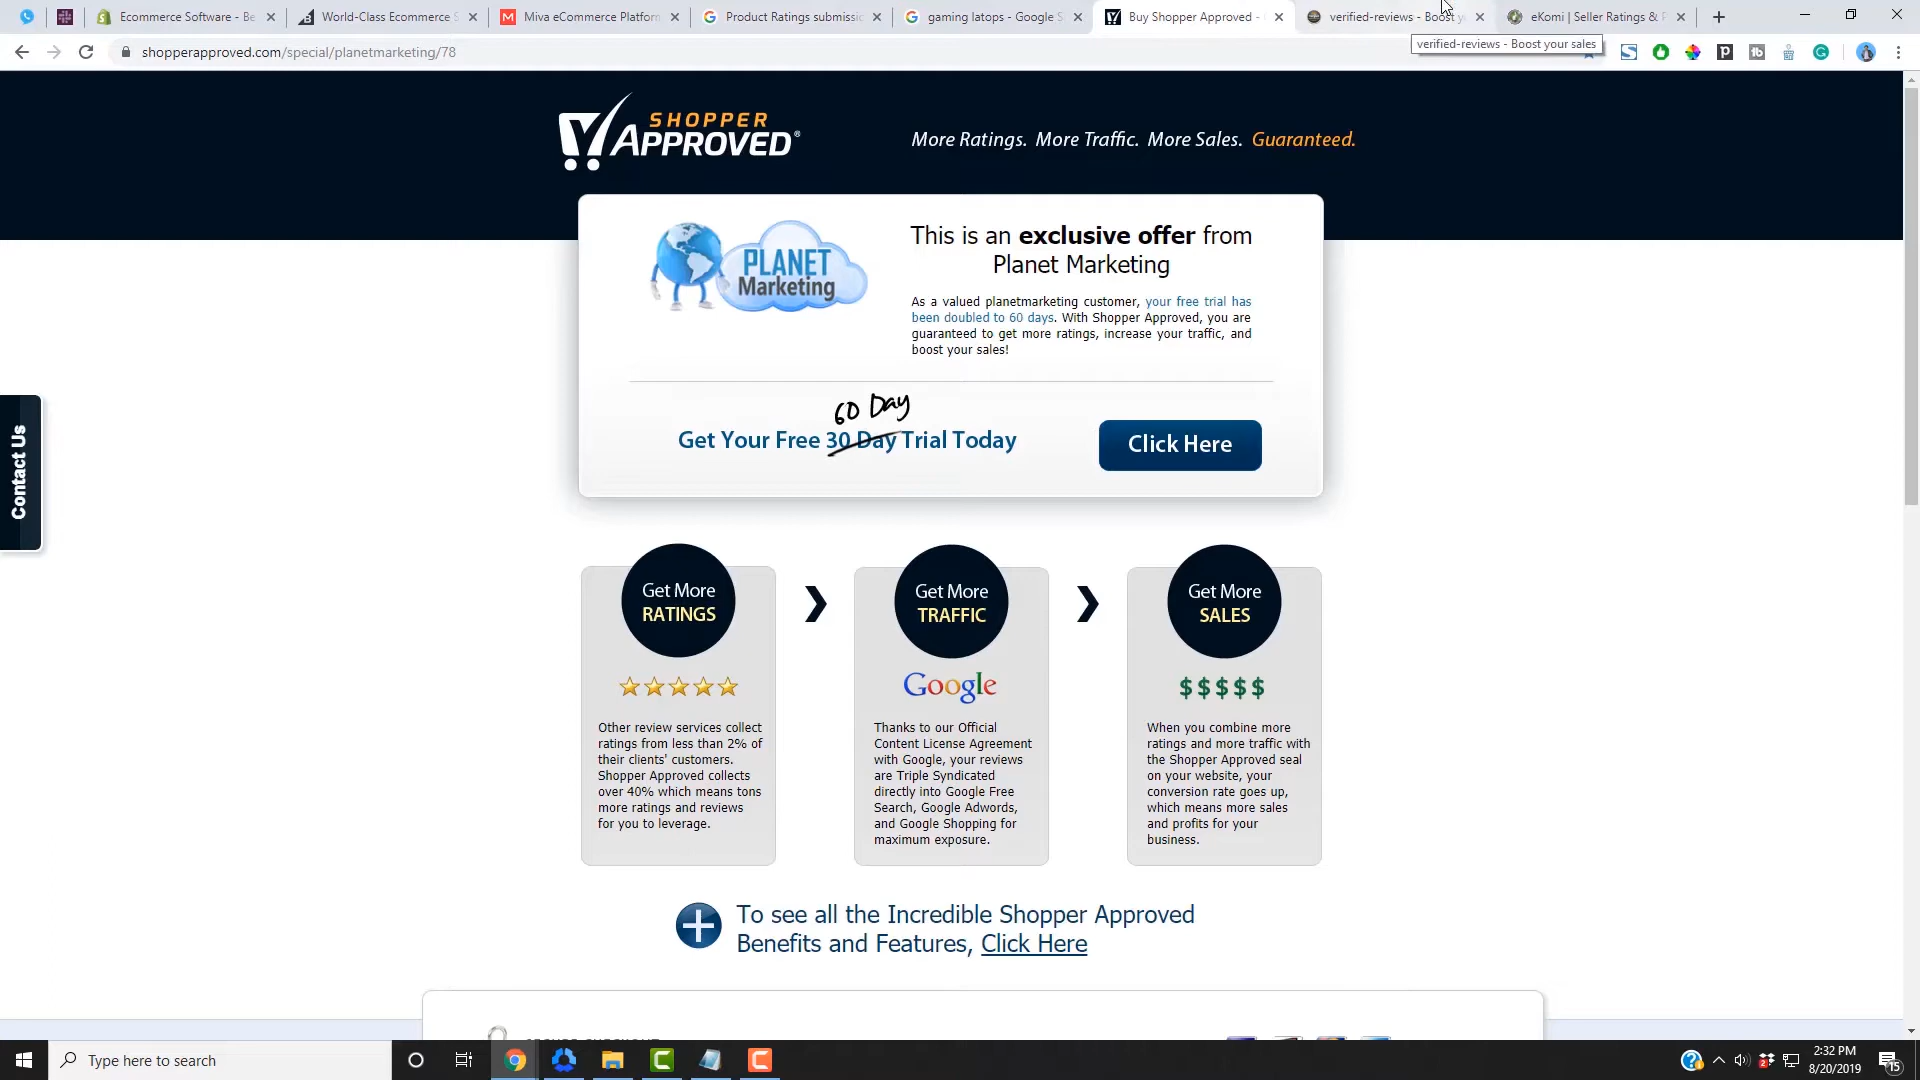 Ecommerce Software - Be
World-Class Ecommerce S
Miva eCommerce Platform
Product Ratings submissi
gaming latops - Google S
Buy Shopper Approved -
verified-reviews - Boost y
eKomi | Seller Ratings & P
shopperapproved.com/special/planetmarketing/78
verified-reviews - Boost your sales
SHOPPER
APPROVED®
More Ratings. More Traffic. More Sales. Guaranteed.
PLANET
Marketing
This is an exclusive offer from
Planet Marketing
As a valued planetmarketing customer, your free trial has
been doubled to 60 days. With Shopper Approved, you are
guaranteed to get more ratings, increase your traffic, and
boost your sales!
60 Day
Get Your Free 30 Day Trial Today
Click Here
Contact Us
Get More
RATINGS
Other review services collect
ratings from less than 2% of
their clients' customers.
Shopper Approved collects
over 40% which means tons
more ratings and reviews
for you to leverage.
Get More
TRAFFIC
Google
Thanks to our Official
Content License Agreement
with Google, your reviews
are Triple Syndicated
directly into Google Free
Search, Google Adwords,
and Google Shopping for
maximum exposure.
Get More
SALES
$$$$$
When you combine more
ratings and more traffic with
the Shopper Approved seal
on your website, your
conversion rate goes up,
which means more sales
and profits for your
business.
To see all the Incredible Shopper Approved
Benefits and Features, Click Here
Type here to search
2:32 PM
8/20/2019
15